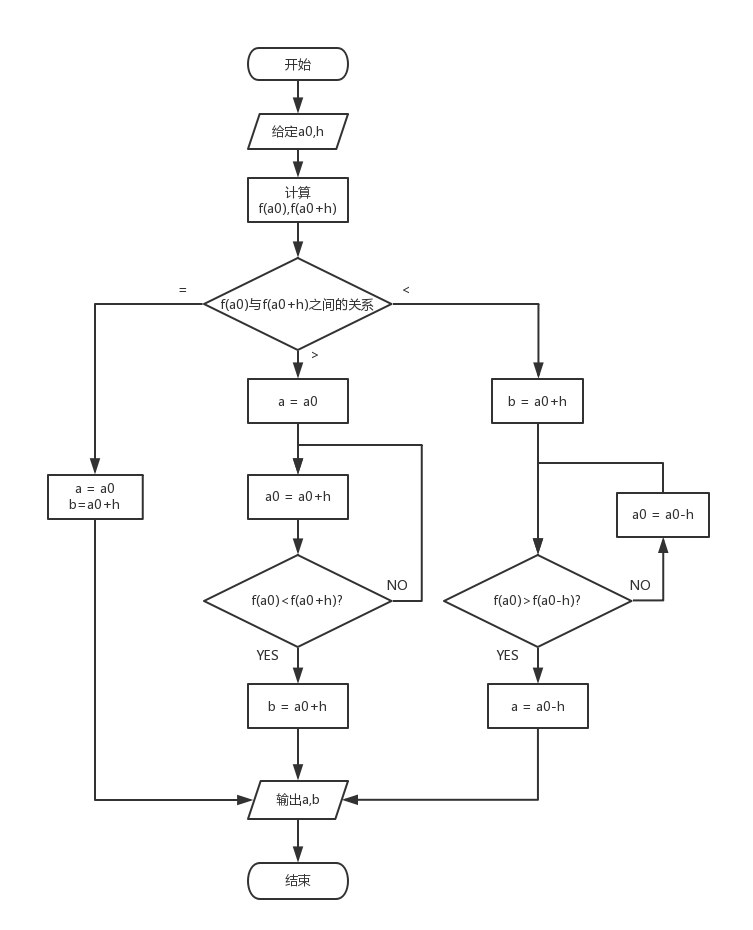 开始
给定a0,h
计算
f(a0),f(a0+h)
=
<
f(a0)与f(a0+h)之间的关系
>
a = a0
b = a0+h
a = a0
b=a0+h
a0 = a0+h
a0 = a0-h
f(a0)<f(a0+h)?
NO
f(a0)>f(a0-h)?
NO
YES
YES
b = a0+h
a = a0-h
输出a,b
结束